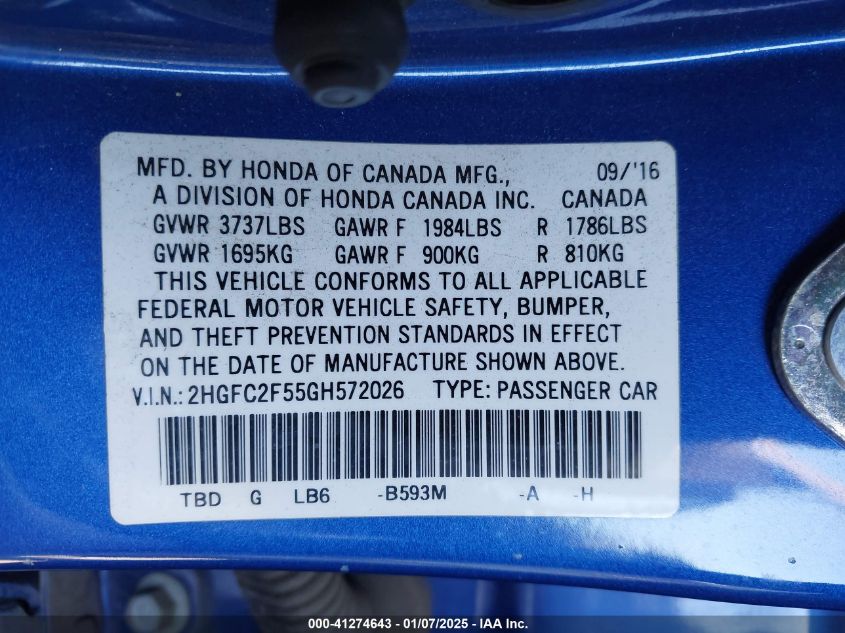 MFD. BY HONDA OF CANADA MFG., 09/'16
A DIVISION OF HONDA CANADA INC. CANADA
GVWR 3737LBS GAWR F 1984LBS R 1786LBS
GVWR 1695KG GAWR F 900KG R 810KG
THIS VEHICLE CONFORMS TO ALL APPLICABLE
FEDERAL MOTOR VEHICLE SAFETY, BUMPER,
AND THEFT PREVENTION STANDARDS IN EFFECT
ON THE DATE OF MANUFACTURE SHOWN ABOVE.
V.I.N.: 2HGFC2F55GH572026 TYPE: PASSENGER CAR
TBD G LB6 -B593M -A -H
000-41274643 - 01/07/2025 - IAA Inc.